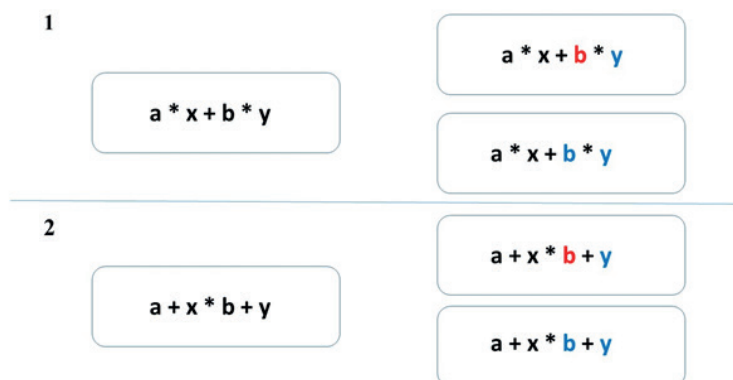 1
a * x + b * y
a * x + b * y
a * x + b * y
2
a + x * b + y
a + x * b + y
a + x * b + y